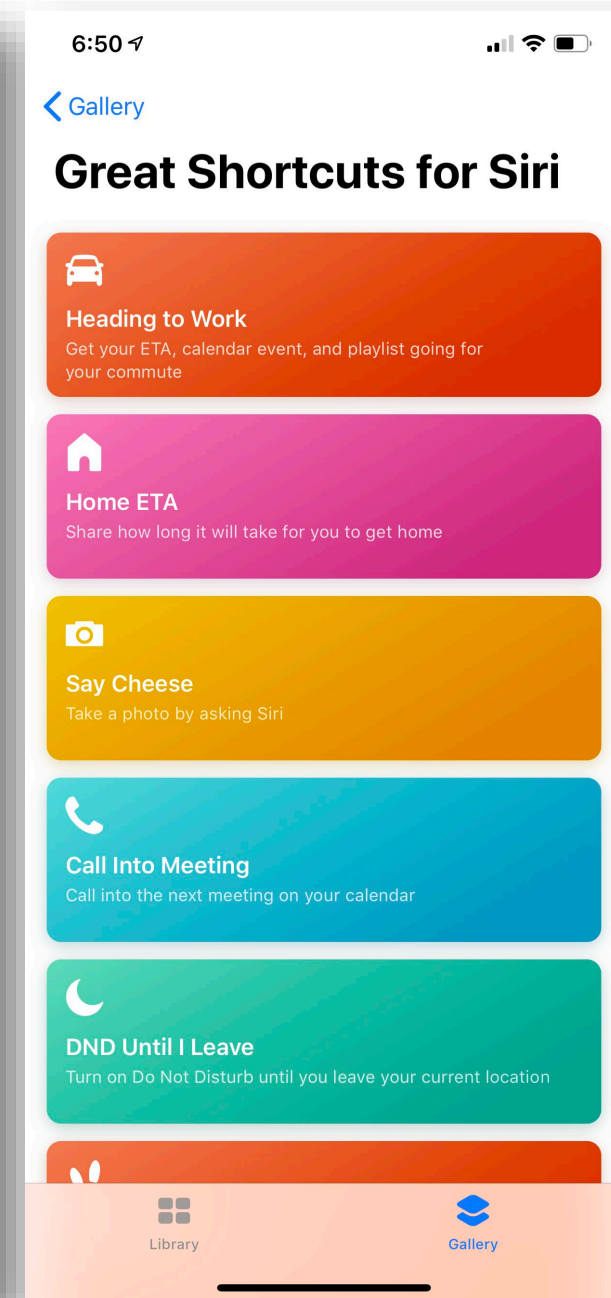 6:50
Gallery
Great Shortcuts for Siri
Heading to Work
Get your ETA, calendar event, and playlist going for
your commute
Home ETA
Share how long it will take for you to get home
Say Cheese
Take a photo by asking Siri
Call Into Meeting
Call into the next meeting on your calendar
DND Until I Leave
Turn on Do Not Disturb until you leave your current location
Library
Gallery